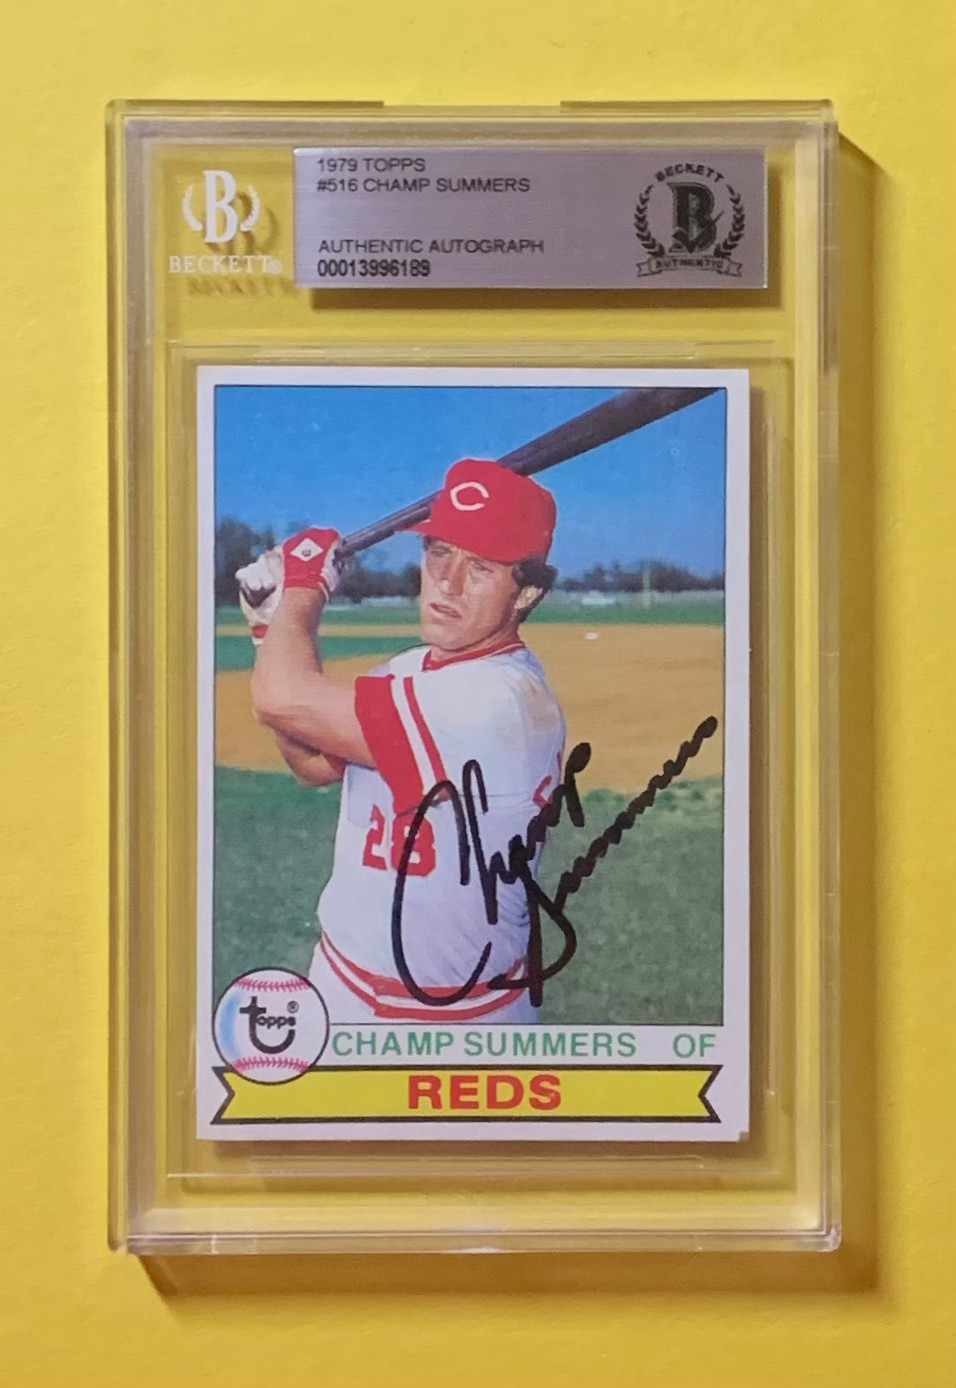 1979 TOPPS
#516 CHAMP SUMMERS
AUTHENTIC AUTOGRAPH
00013996189
B
BECKETT®
BECKETT
B
AUTHENTIC
C
28
Champ
Summers
topps®
CHAMP SUMMERS OF
REDS